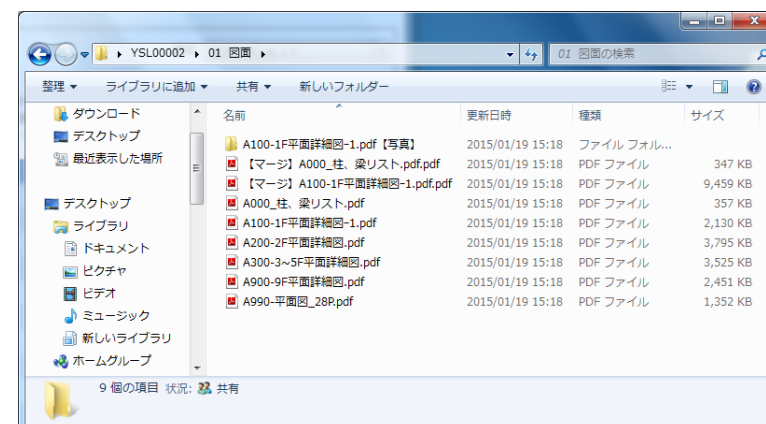 YSL00002 ▸ 01 図面 ▸
01 図面の検索
整理 ▼ ライブラリに追加 ▼ 共有 ▼ 新しいフォルダー
ダウンロード
デスクトップ
最近表示した場所
デスクトップ
ライブラリ
ドキュメント
ピクチャ
ビデオ
ミュージック
新しいライブラリ
ホームグループ
名前 更新日時 種類 サイズ
A100-1F平面詳細図-1.pdf【写真】 2015/01/19 15:18 ファイル フォル...
【マージ】A000_柱、梁リスト.pdf.pdf 2015/01/19 15:18 PDF ファイル 347 KB
【マージ】A100-1F平面詳細図-1.pdf.pdf 2015/01/19 15:18 PDF ファイル 9,459 KB
A000_柱、梁リスト.pdf 2015/01/19 15:18 PDF ファイル 357 KB
A100-1F平面詳細図-1.pdf 2015/01/19 15:18 PDF ファイル 2,130 KB
A200-2F平面詳細図.pdf 2015/01/19 15:18 PDF ファイル 3,795 KB
A300-3~5F平面詳細図.pdf 2015/01/19 15:18 PDF ファイル 3,525 KB
A900-9F平面詳細図.pdf 2015/01/19 15:18 PDF ファイル 2,451 KB
A990-平面図_28P.pdf 2015/01/19 15:18 PDF ファイル 1,352 KB
9 個の項目 状況: 共有